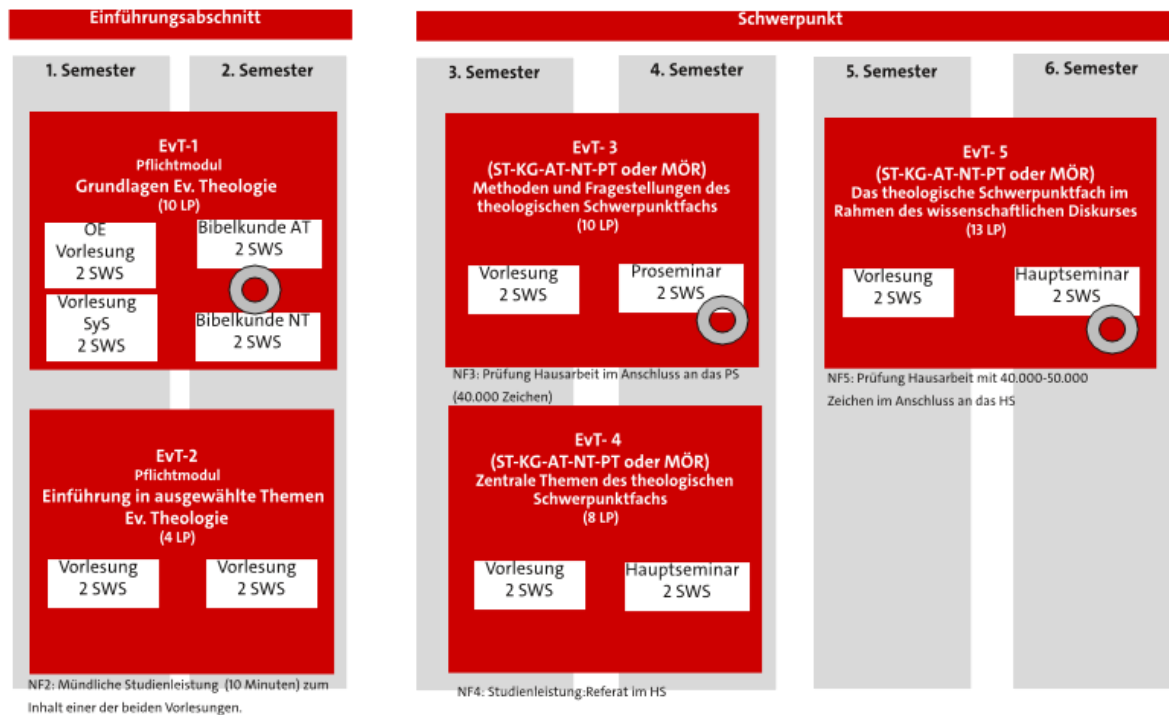 Einführungsabschnitt
Schwerpunkt
1. Semester
2. Semester
3. Semester
4. Semester
5. Semester
6. Semester
EvT-1
Pflichtmodul
Grundlagen Ev. Theologie
(10 LP)
OE
Vorlesung
2 SWS
Bibelkunde AT
2 SWS
Vorlesung
SyS
2 SWS
Bibelkunde NT
2 SWS
EvT-2
Pflichtmodul
Einführung in ausgewählte Themen
Ev. Theologie
(4 LP)
Vorlesung
2 SWS
Vorlesung
2 SWS
NF2: Mündliche Studienleistung (10 Minuten) zum
Inhalt einer der beiden Vorlesungen.
EvT- 3
(ST-KG-AT-NT-PT oder MÖR)
Methoden und Fragestellungen des
theologischen Schwerpunktfachs
(10 LP)
Vorlesung
2 SWS
Proseminar
2 SWS
NF3: Prüfung Hausarbeit im Anschluss an das PS
(40.000 Zeichen)
EvT- 4
(ST-KG-AT-NT-PT oder MÖR)
Zentrale Themen des theologischen
Schwerpunktfachs
(8 LP)
Vorlesung
2 SWS
Hauptseminar
2 SWS
NF4: Studienleistung:Referat im HS
EvT- 5
(ST-KG-AT-NT-PT oder MÖR)
Das theologische Schwerpunktfach im
Rahmen des wissenschaftlichen Diskurses
(13 LP)
Vorlesung
2 SWS
Hauptseminar
2 SWS
NF5: Prüfung Hausarbeit mit 40.000-50.000
Zeichen im Anschluss an das HS